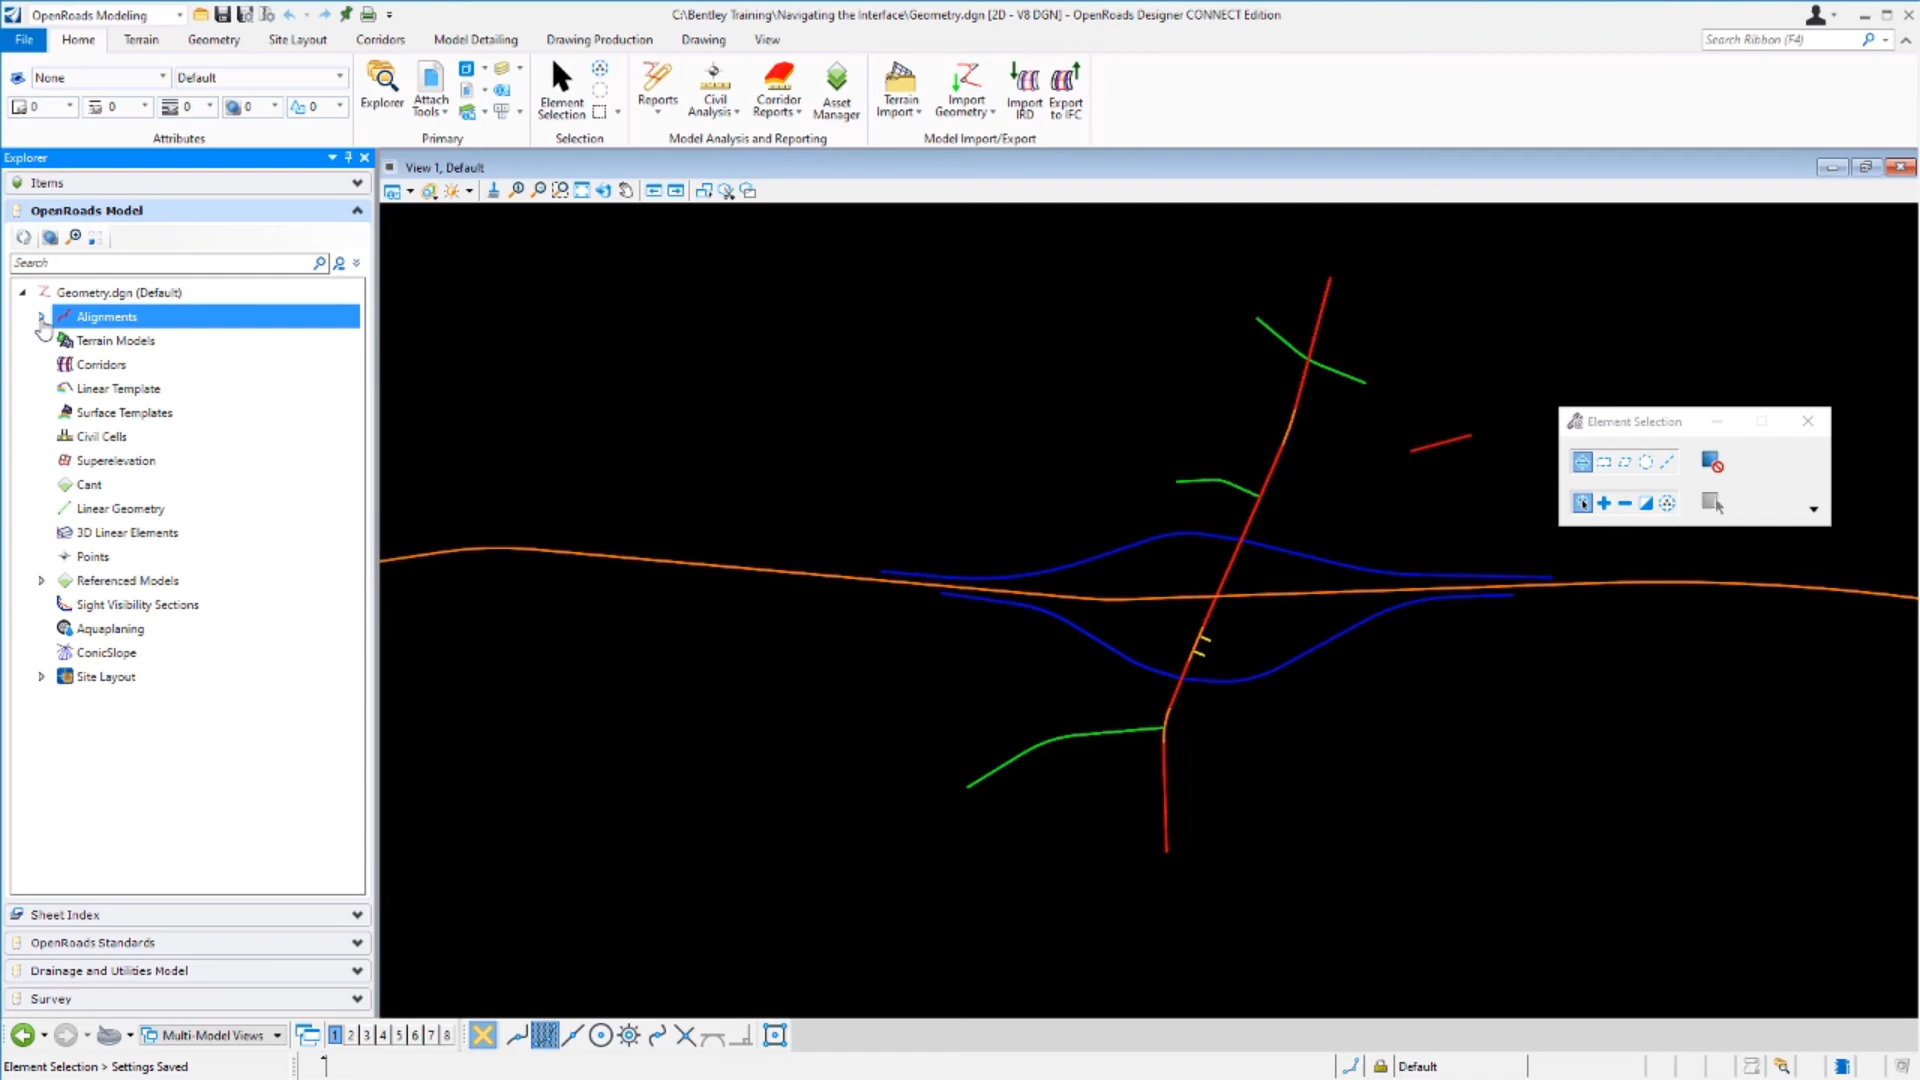 OpenRoads Modeling
C:\Bentley Training\Navigating the Interface\Geometry.dgn [2D - V8 DGN] - OpenRoads Designer CONNECT Edition
File Home Terrain Geometry Site Layout Corridors Model Detailing Drawing Production Drawing View
Search Ribbon (F4)
None Default
0 0 0 0 0
Attributes
Explorer
Attach Tools
Primary
Element Selection
Selection
Reports
Civil Analysis
Corridor Reports
Asset Manager
Model Analysis and Reporting
Terrain Import
Import Geometry
Import IRD
Export to IFC
Model Import/Export
Explorer
Items
OpenRoads Model
Search
Geometry.dgn (Default)
Alignments
Terrain Models
Corridors
Linear Template
Surface Templates
Civil Cells
Superelevation
Cant
Linear Geometry
3D Linear Elements
Points
Referenced Models
Sight Visibility Sections
Aquaplaning
ConicSlope
Site Layout
Sheet Index
OpenRoads Standards
Drainage and Utilities Model
Survey
View 1, Default
Element Selection
Multi-Model Views
1 2 3 4 5 6 7 8
Element Selection > Settings Saved
Default